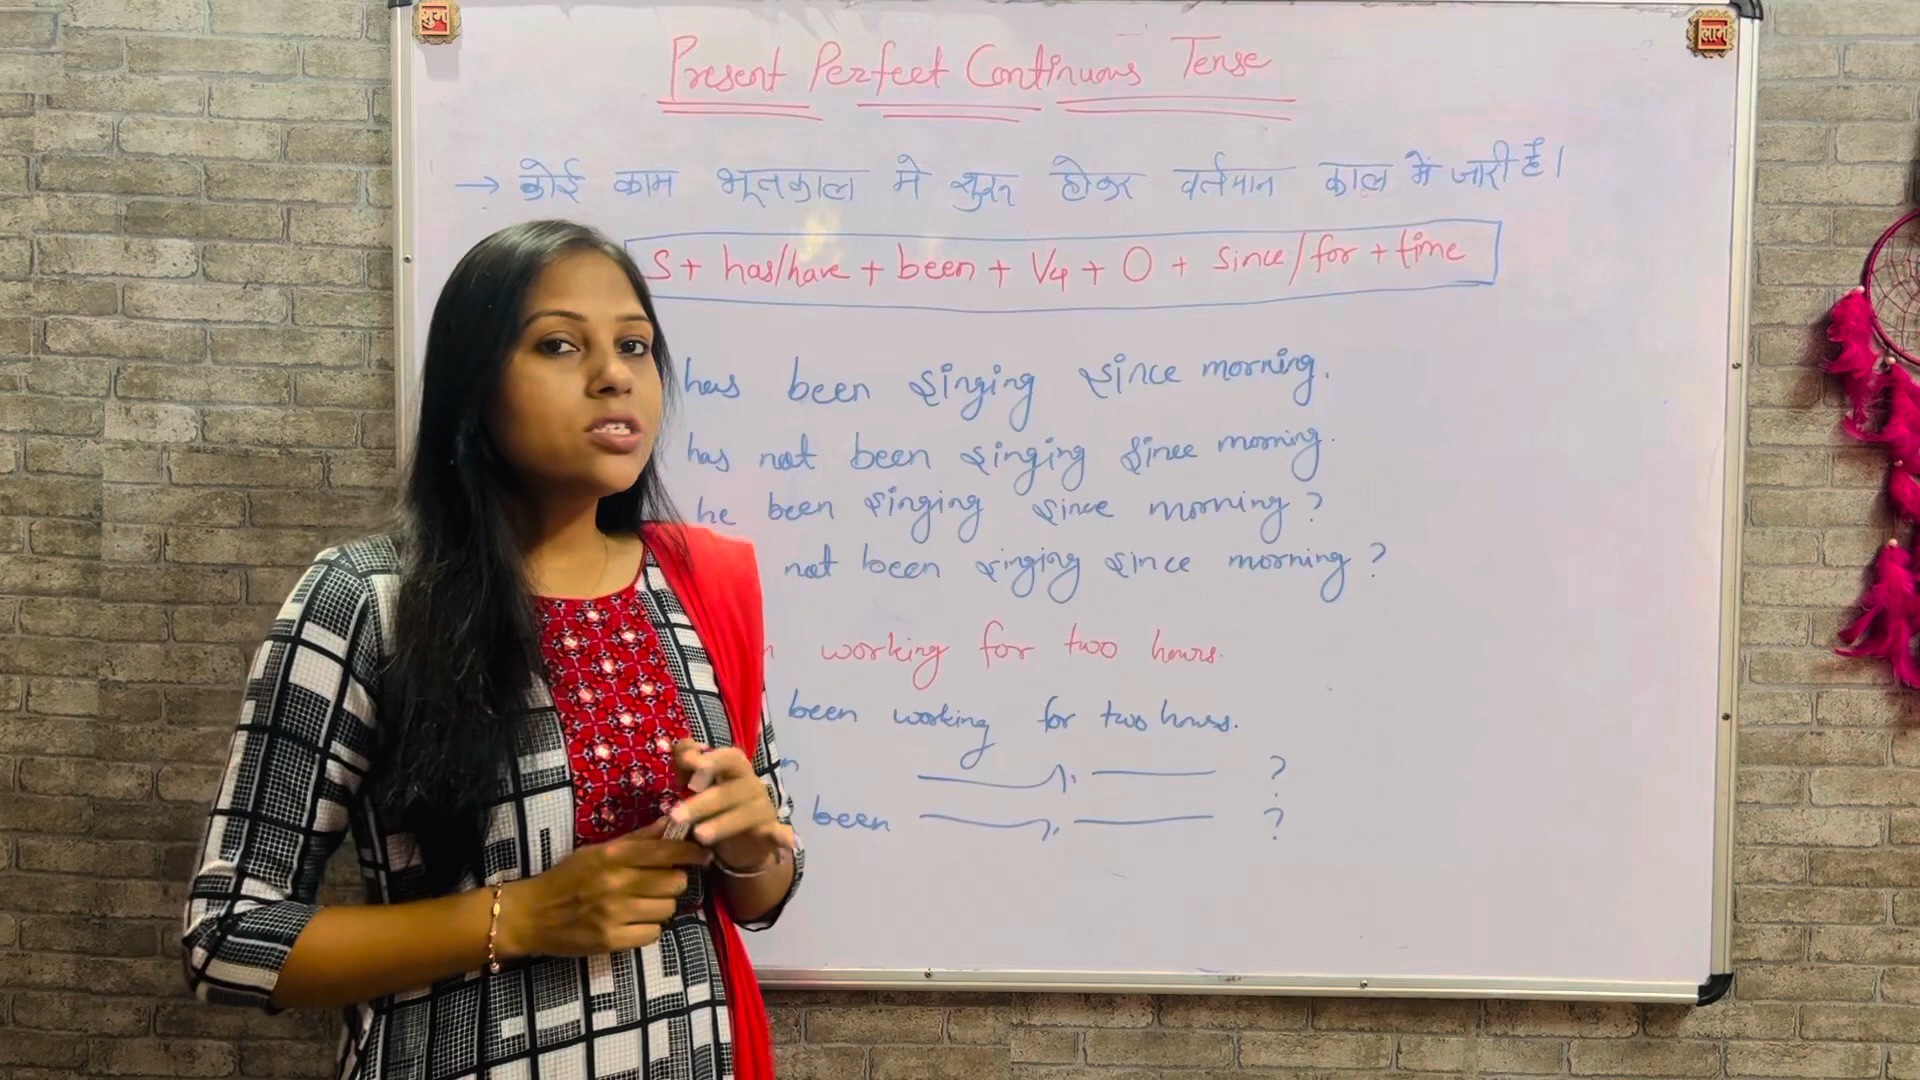 शुभ
लाभ
Present Perfect Continuous Tense
→ कोई काम भूतकाल मे शुरू होकर वर्तमान काल में जारी है।
S + has/have + been + V4 + O + Since/for + time
has been singing since morning.
has not been singing since morning.
he been singing since morning?
not been singing since morning?
n working for two hours.
been working for two hours.
n ?
been ?